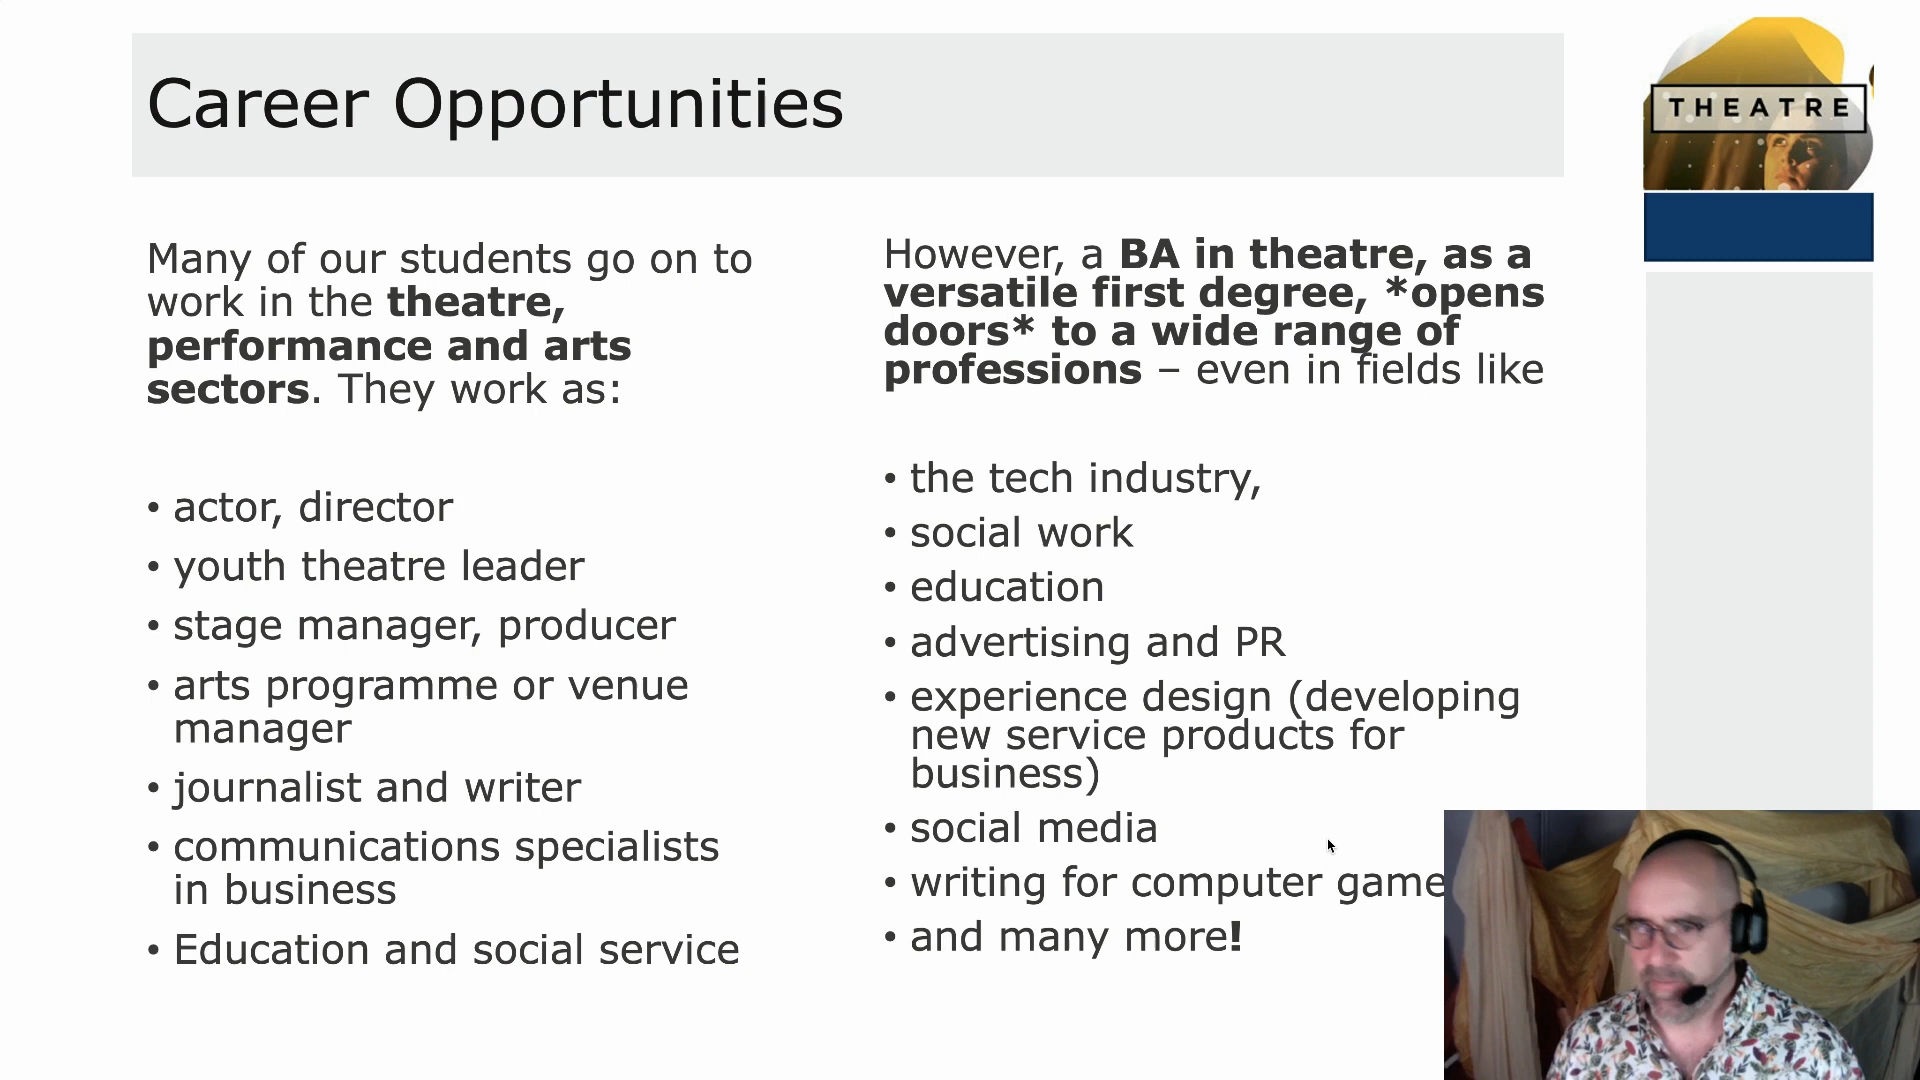 Career Opportunities
THEATRE
Many of our students go on to
work in the theatre,
performance and arts
sectors. They work as:
• actor, director
• youth theatre leader
• stage manager, producer
• arts programme or venue
manager
• journalist and writer
• communications specialists
in business
• Education and social service
However, a BA in theatre, as a
versatile first degree, *opens
doors* to a wide range of
professions – even in fields like
• the tech industry,
• social work
• education
• advertising and PR
• experience design (developing
new service products for
business)
• social media
• writing for computer game
• and many more!